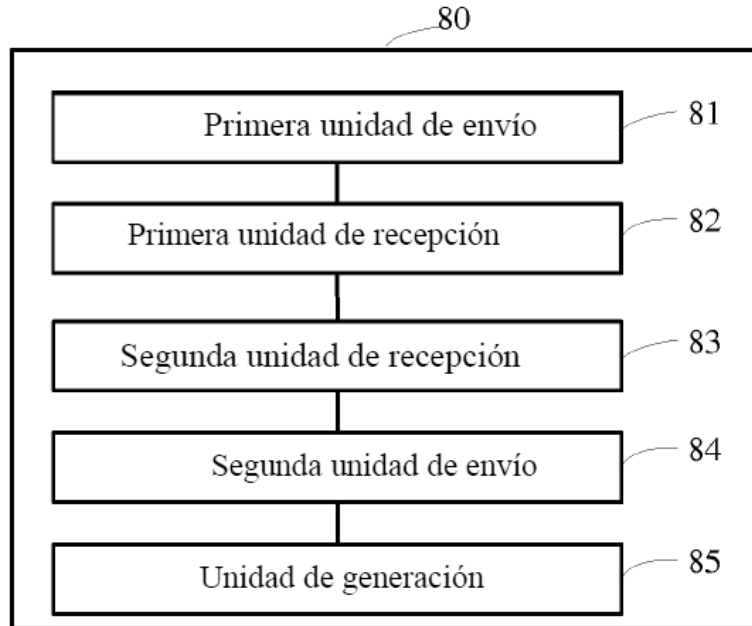 80
Primera unidad de envío 81
Primera unidad de recepción 82
Segunda unidad de recepción 83
Segunda unidad de envío 84
Unidad de generación 85